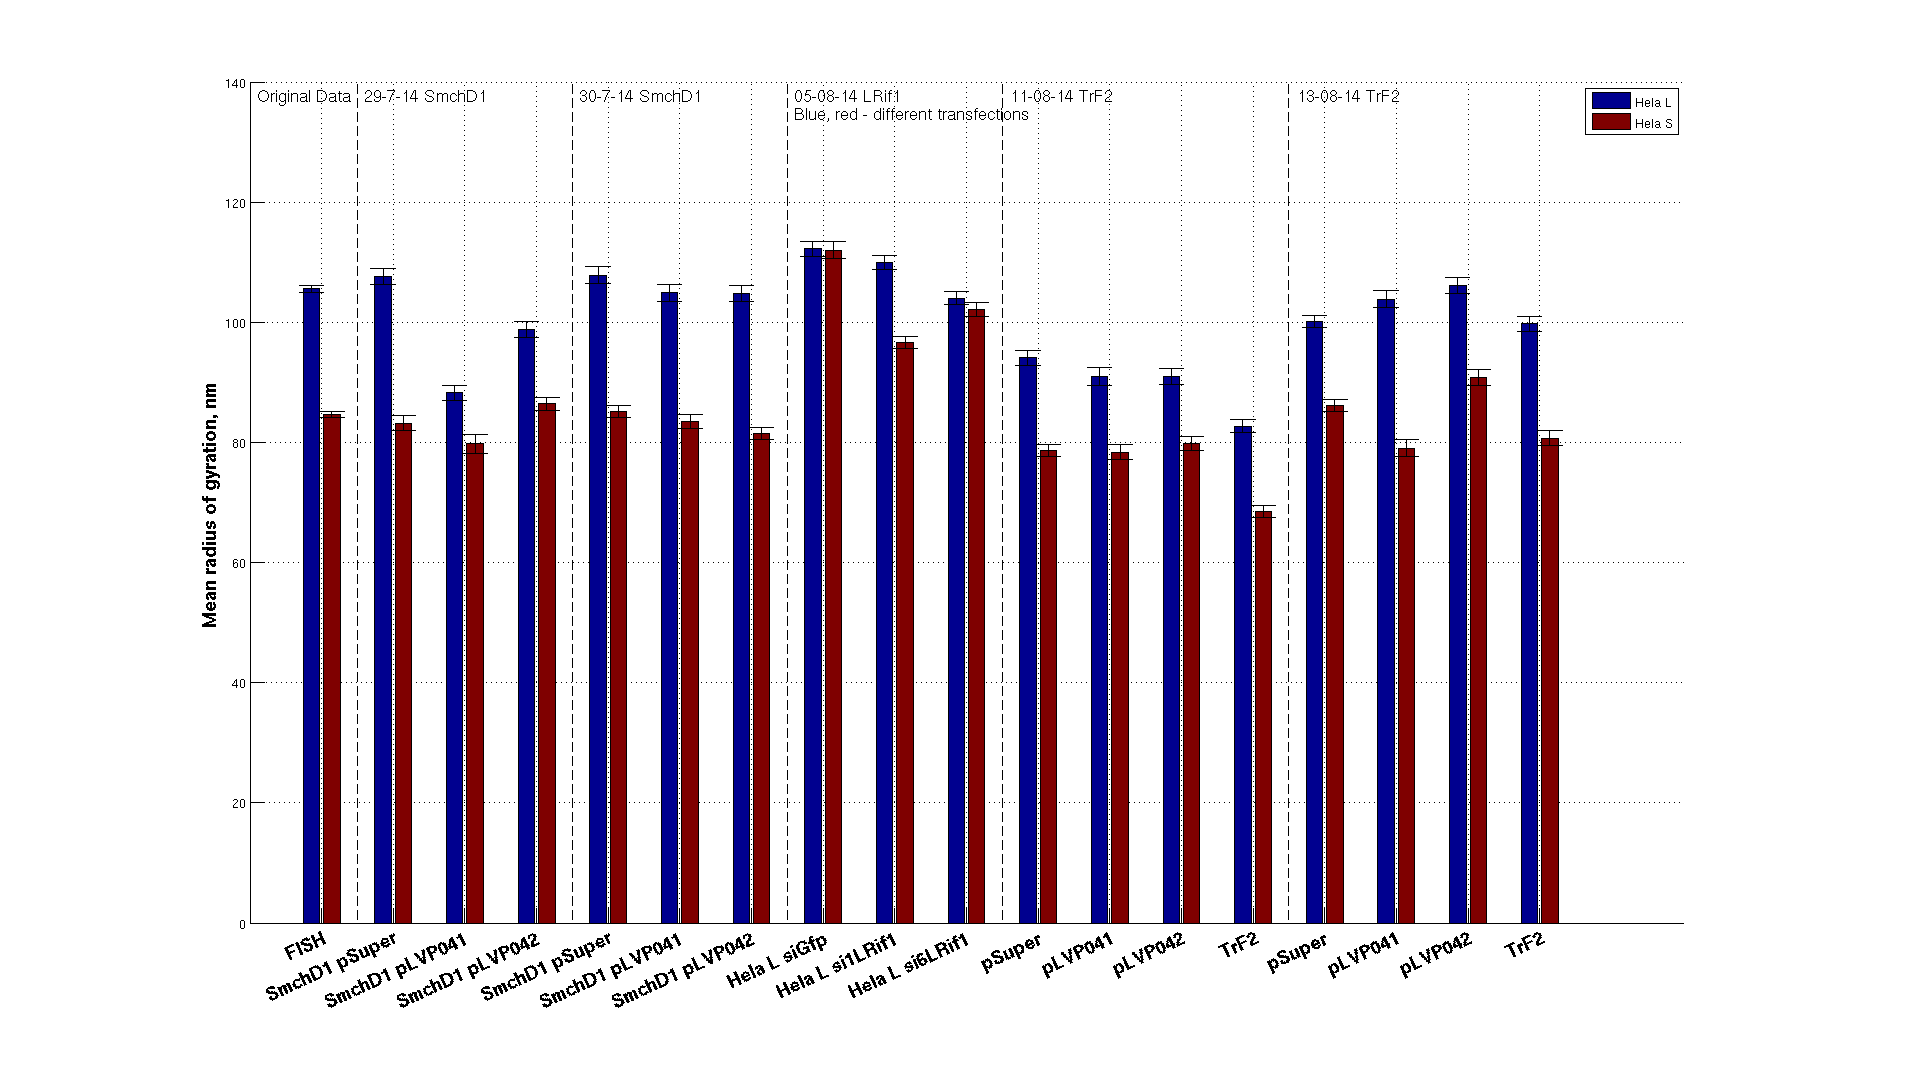 Original Data
29-7-14 SmchD1
30-7-14 SmchD1
05-08-14 LRif1
Blue, red - different transfections
11-08-14 TrF2
13-08-14 TrF2
Hela L
Hela S
Mean radius of gyration, nm
140
120
100
80
60
40
20
0
FISH
SmchD1 pSuper
SmchD1 pLVP041
SmchD1 pLVP042
SmchD1 pSuper
SmchD1 pLVP041
SmchD1 pLVP042
Hela L siGfp
Hela L si1LRif1
Hela L si6LRif1
pSuper
pLVP041
pLVP042
TrF2
pSuper
pLVP041
pLVP042
TrF2